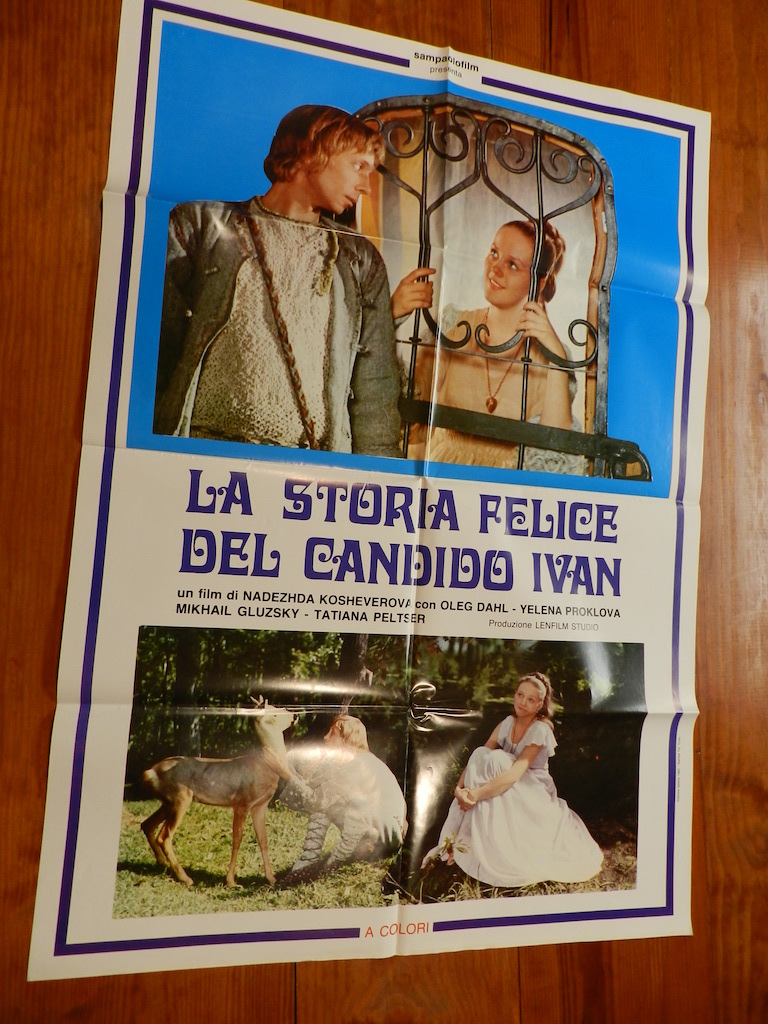 sampaolofilm
presenta
LA STORIA FELICE
DEL CANDIDO IVAN
un film di NADEZHDA KOSHEVEROVA con OLEG DAHL - YELENA PROKLOVA
MIKHAIL GLUZSKY - TATIANA PELTSER
Produzione LENFILM STUDIO
A COLORI